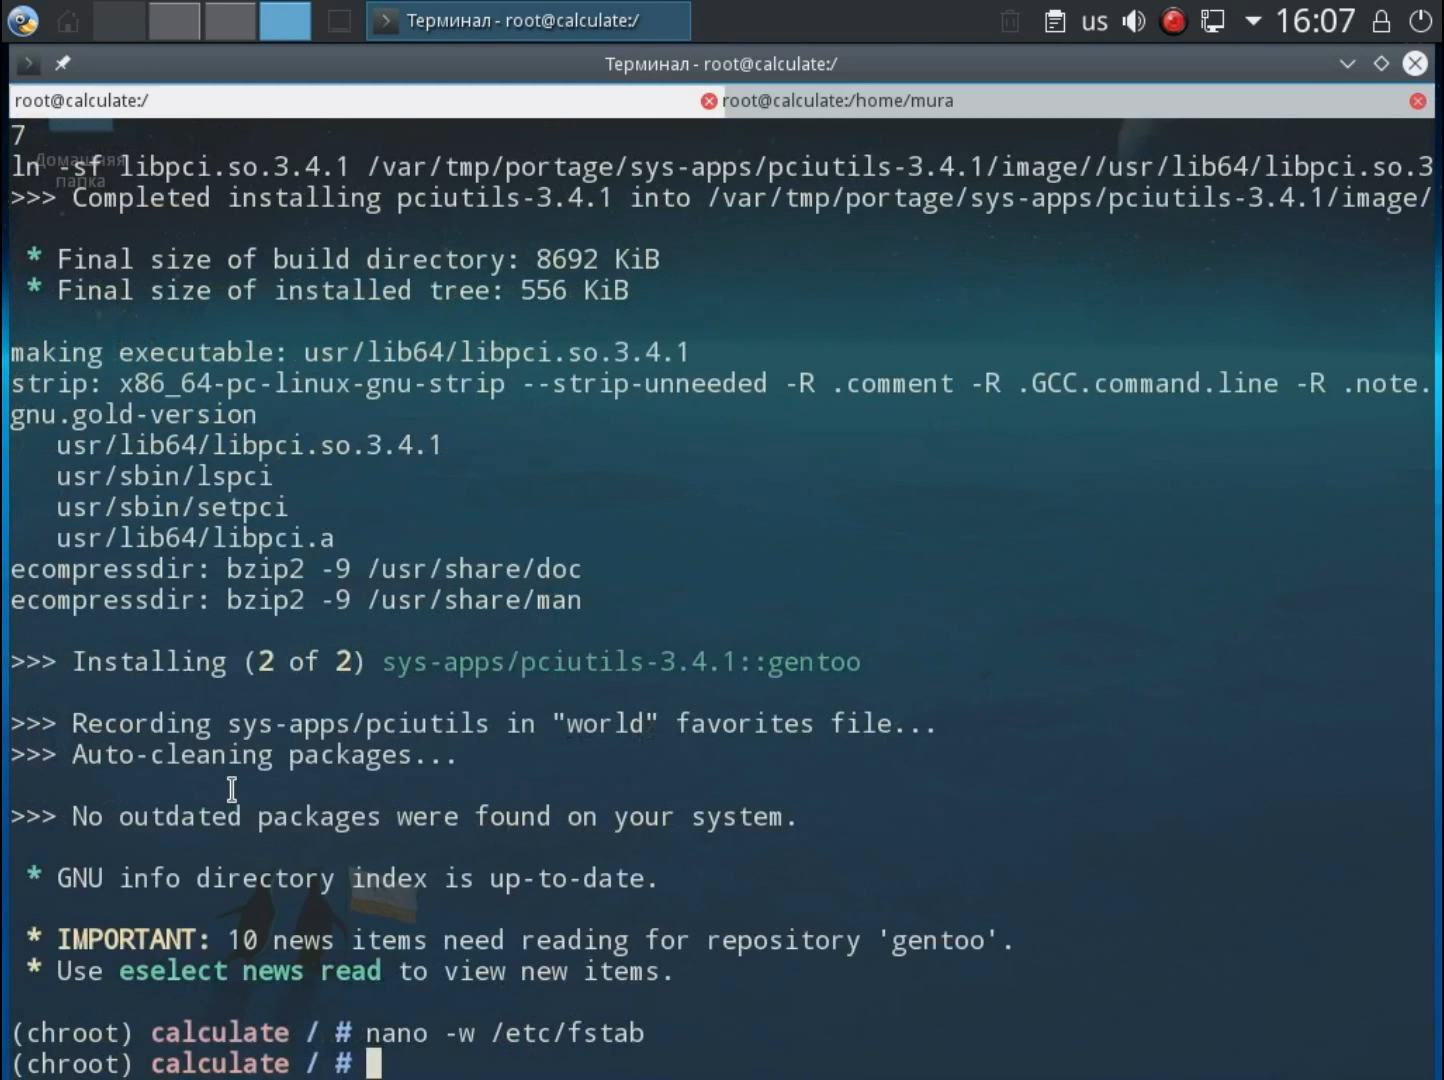 Терминал - root@calculate:/
us
16:07
Терминал - root@calculate:/
root@calculate:/
root@calculate:/home/mura
Домашняя
папка
7
ln -sf libpci.so.3.4.1 /var/tmp/portage/sys-apps/pciutils-3.4.1/image//usr/lib64/libpci.so.3
>>> Completed installing pciutils-3.4.1 into /var/tmp/portage/sys-apps/pciutils-3.4.1/image/
* Final size of build directory: 8692 KiB
* Final size of installed tree: 556 KiB
making executable: usr/lib64/libpci.so.3.4.1
strip: x86_64-pc-linux-gnu-strip --strip-unneeded -R .comment -R .GCC.command.line -R .note.
gnu.gold-version
usr/lib64/libpci.so.3.4.1
usr/sbin/lspci
usr/sbin/setpci
usr/lib64/libpci.a
ecompressdir: bzip2 -9 /usr/share/doc
ecompressdir: bzip2 -9 /usr/share/man
>>> Installing (2 of 2) sys-apps/pciutils-3.4.1::gentoo
>>> Recording sys-apps/pciutils in "world" favorites file...
>>> Auto-cleaning packages...
>>> No outdated packages were found on your system.
* GNU info directory index is up-to-date.
* IMPORTANT: 10 news items need reading for repository 'gentoo'.
* Use eselect news read to view new items.
(chroot) calculate / # nano -w /etc/fstab
(chroot) calculate / #